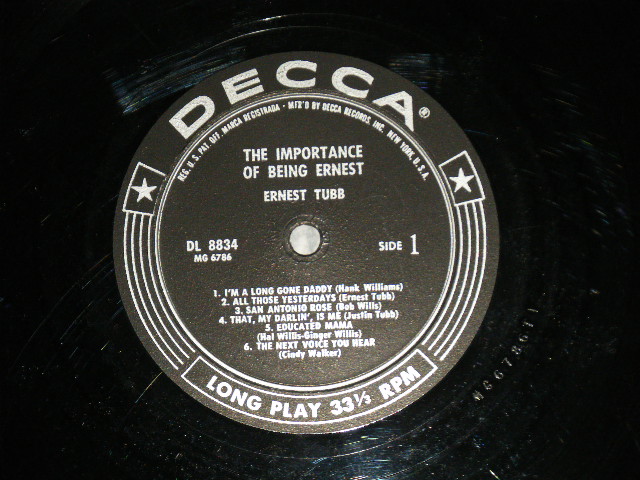 DECCA®
REG. U.S. PAT. OFF. MARCA REGISTRADA • MFR'D BY DECCA RECORDS, INC., NEW YORK, U.S.A.
THE IMPORTANCE
OF BEING ERNEST
ERNEST TUBB
DL 8834
MG 6786
SIDE 1
1. I'M A LONG GONE DADDY (Hank Williams)
2. ALL THOSE YESTERDAYS (Ernest Tubb)
3. SAN ANTONIO ROSE (Bob Wills)
4. THAT, MY DARLIN', IS ME (Justin Tubb)
5. EDUCATED MAMA
(Hal Willis-Ginger Willis)
6. THE NEXT VOICE YOU HEAR
(Cindy Walker)
LONG PLAY 33⅓ RPM